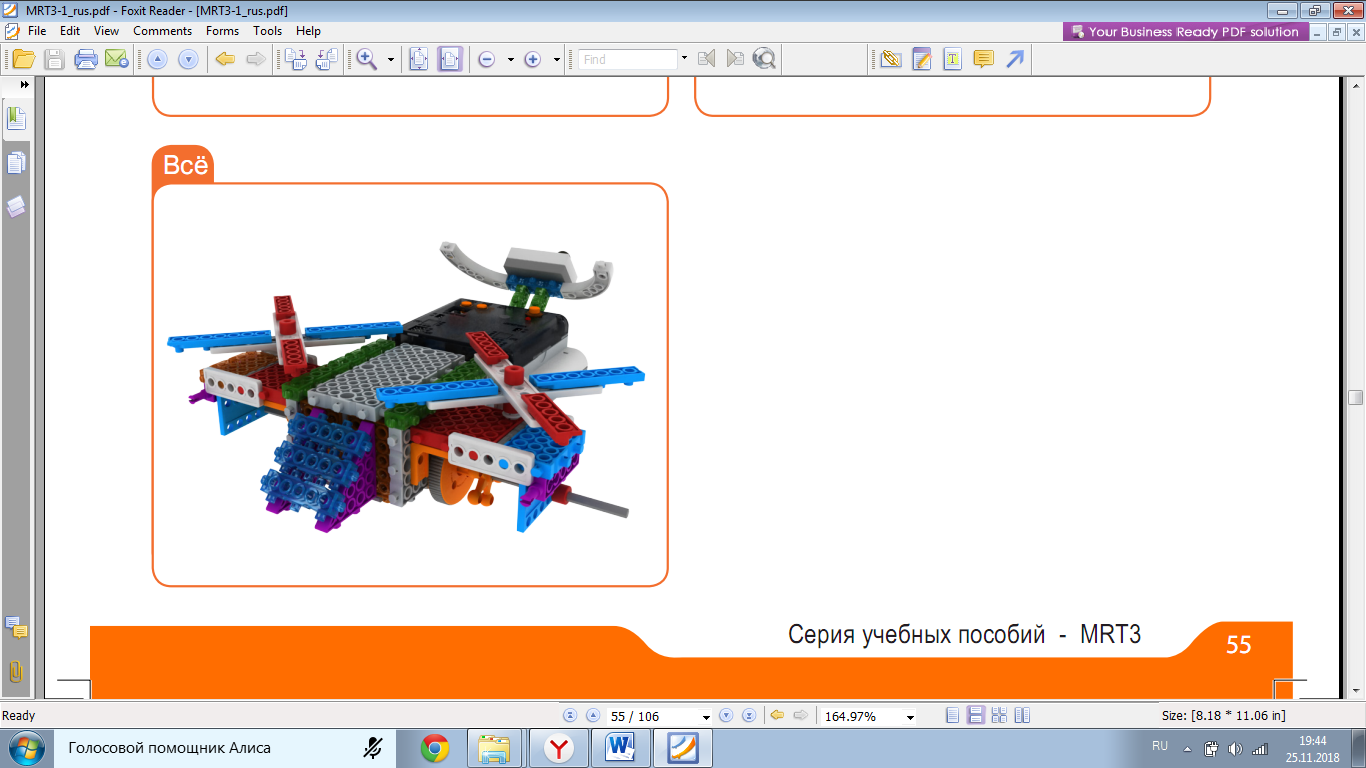 MRT3-1_rus.pdf - Foxit Reader - [MRT3-1_rus.pdf]
File Edit View Comments Forms Tools Help
Your Business Ready PDF solution
Find
Всё
Серия учебных пособий - MRT3
55
Ready
55 / 106
164.97%
Size: [8.18 * 11.06 in]
Голосовой помощник Алиса
RU
19:44
25.11.2018